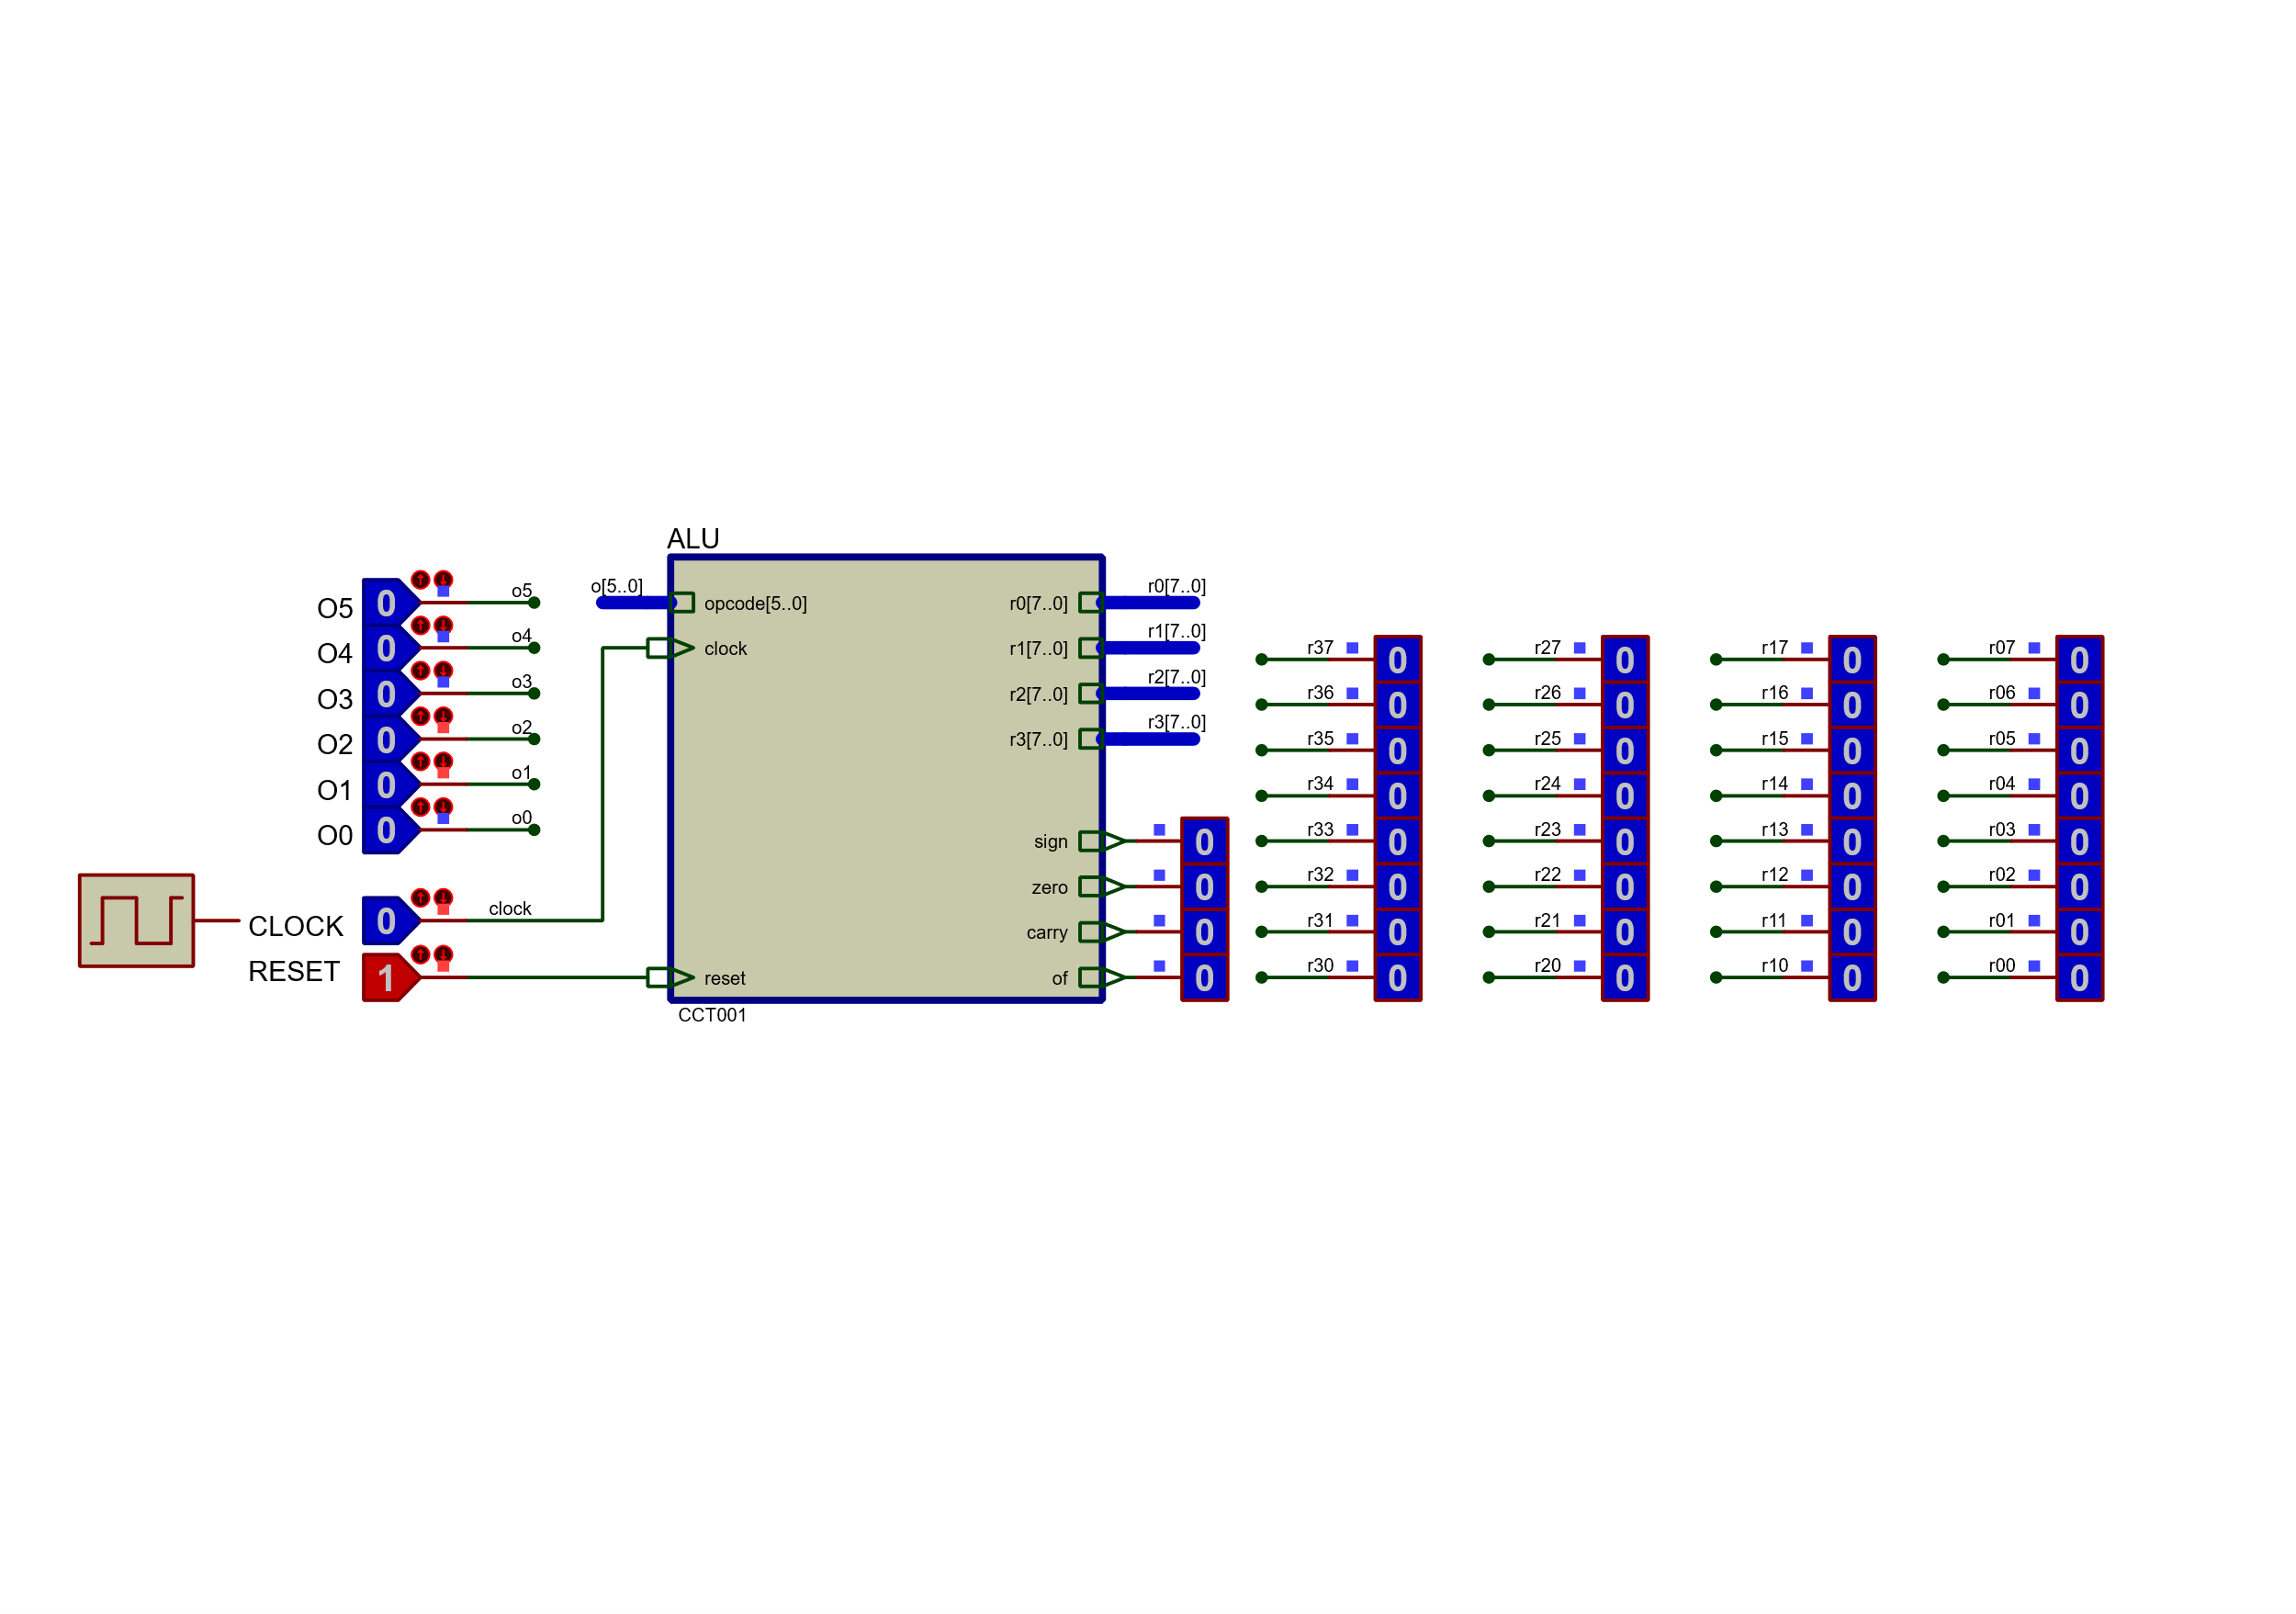 ALU
O5 0 o5
O4 0 o4
O3 0 o3
O2 0 o2
O1 0 o1
O0 0 o0
CLOCK 0 clock
RESET 1
o[5..0]
opcode[5..0]
clock
reset
r0[7..0] r0[7..0]
r1[7..0] r1[7..0]
r2[7..0] r2[7..0]
r3[7..0] r3[7..0]
sign 0
zero 0
carry 0
of 0
CCT001
r37 0 r27 0 r17 0 r07 0
r36 0 r26 0 r16 0 r06 0
r35 0 r25 0 r15 0 r05 0
r34 0 r24 0 r14 0 r04 0
r33 0 r23 0 r13 0 r03 0
r32 0 r22 0 r12 0 r02 0
r31 0 r21 0 r11 0 r01 0
r30 0 r20 0 r10 0 r00 0